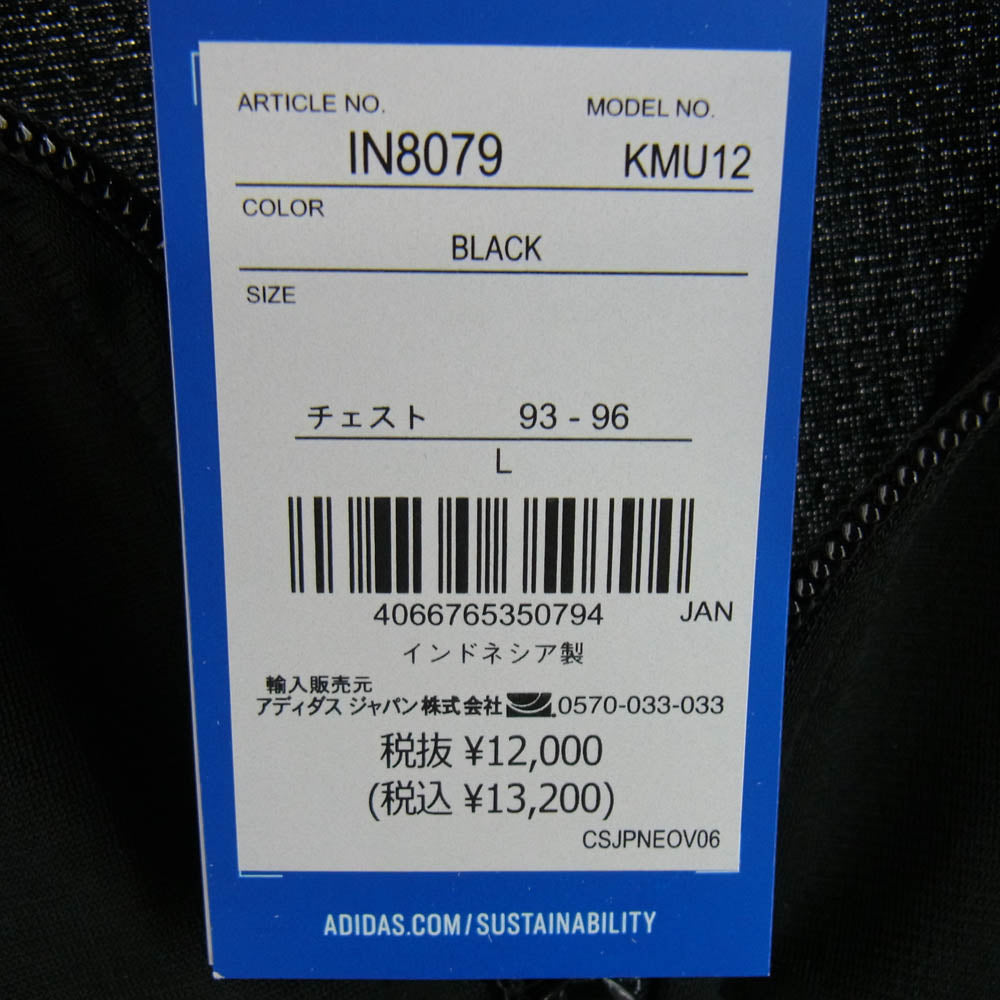 ARTICLE NO. MODEL NO.
IN8079 KMU12
COLOR
BLACK
SIZE
チェスト 93 - 96
L
4066765350794 JAN
インドネシア製
輸入販売元
アディダス ジャパン株式会社 0570-033-033
税抜 ¥12,000
(税込 ¥13,200)
CSJPNEOV06
ADIDAS.COM/SUSTAINABILITY